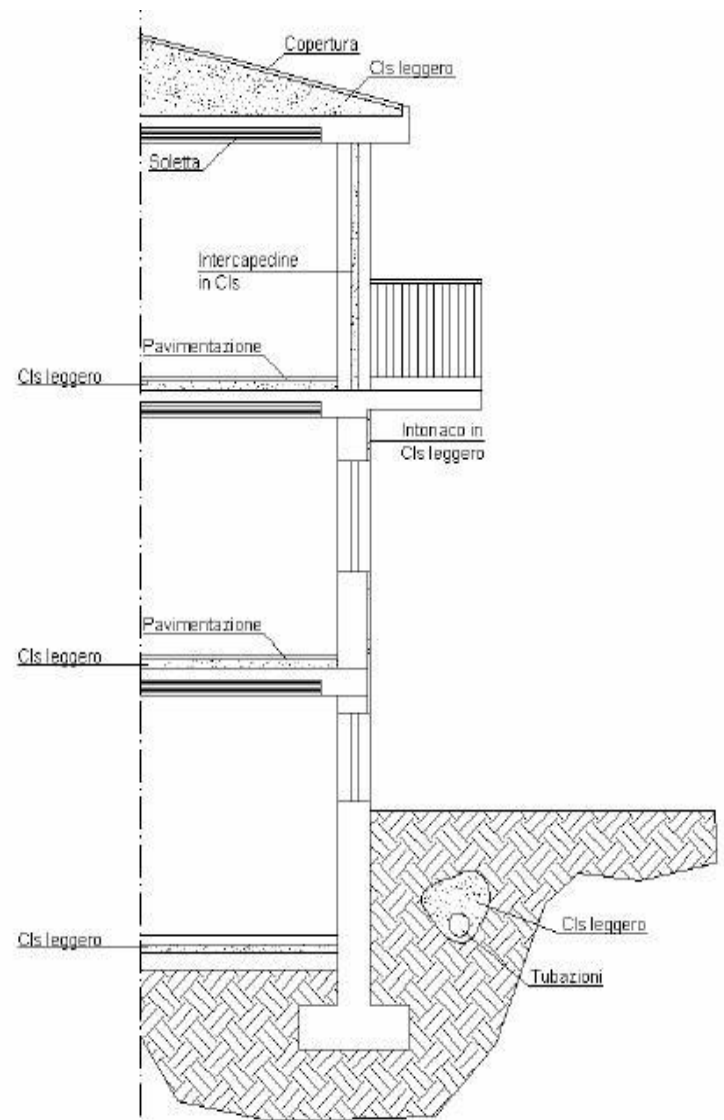 Copertura
Cls leggero
Soletta
Intercapedine
in Cls
Pavimentazione
Cls leggero
Intonaco in
Cls leggero
Pavimentazione
Cls leggero
Cls leggero
Cls leggero
Tubazioni